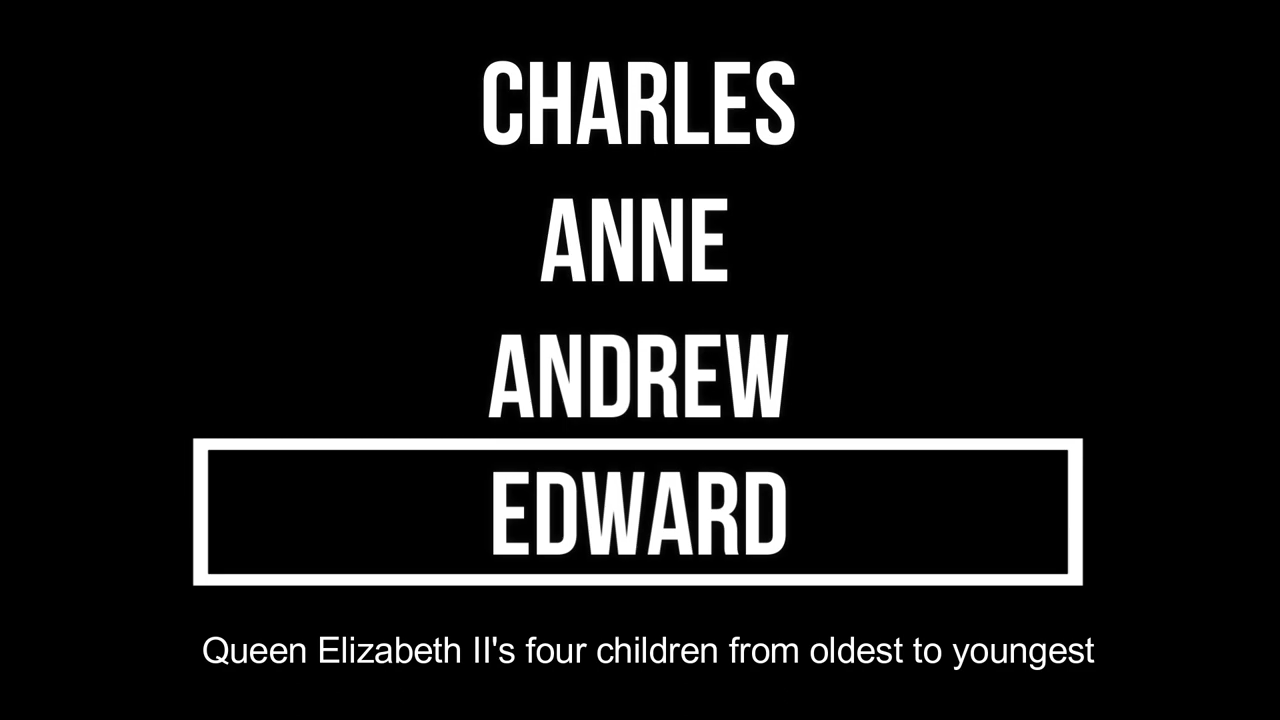 CHARLES
ANNE
ANDREW
EDWARD
Queen Elizabeth II's four children from oldest to youngest